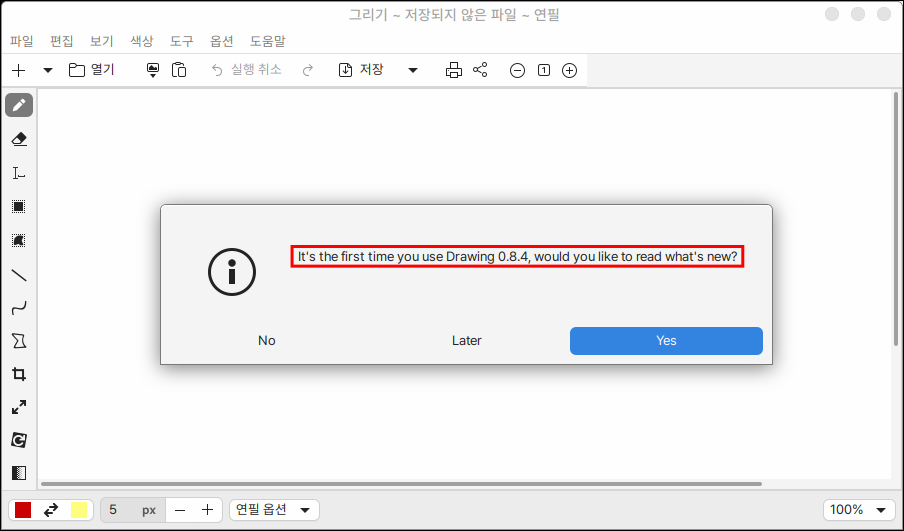 그리기 ~ 저장되지 않은 파일 ~ 연필
파일 편집 보기 색상 도구 옵션 도움말
열기 실행 취소 저장
It's the first time you use Drawing 0.8.4, would you like to read what's new?
No Later Yes
5 px 연필 옵션 100%